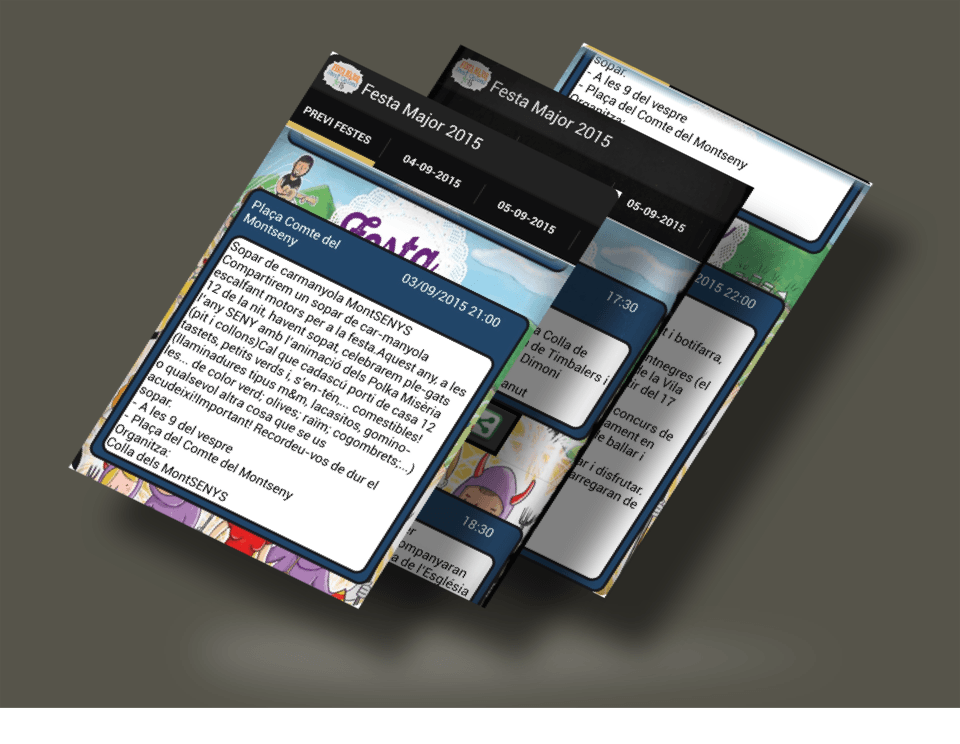 Festa Major 2015
PREVI FESTES
04-09-2015
05-09-2015
Festa
Plaça Comte del
Montseny
03/09/2015 21:00
Sopar de carmanyola MontSENYS
Compartirem un sopar de car-manyola
escalfant motors per a la festa.Aquest any, a les
12 de la nit, havent sopat, celebrarem ple-gats
l'any SENY amb l'animació dels Polka Misèria
(pit i collons)Cal que cadascú porti de casa 12
tastets, petits verds i, s'en-tén,... comestibles!
(llaminadures tipus m&m, lacasitos, gomino-
les... de color verd; olives; raïm; cogombrets;...)
o qualsevol altra cosa que se us
acudeixi!Important! Recordeu-vos de dur el
sopar.
- A les 9 del vespre
- Plaça del Comte del Montseny
Organitza:
Colla dels MontSENYS
Festa Major 2015
05-09-2015
17:30
a Colla de
de Timbalers i
Dimoni
anut
18:30
er
ompanyaran
a de l'Església
sopar.
- A les 9 del vespre
- Plaça del Comte del Montseny
Organitza:
2015 22:00
t i botifarra,
ntnegres (el
de la Vila
ir del 17
concurs de
ament en
e ballar i
ar i disfrutar.
arregaran de